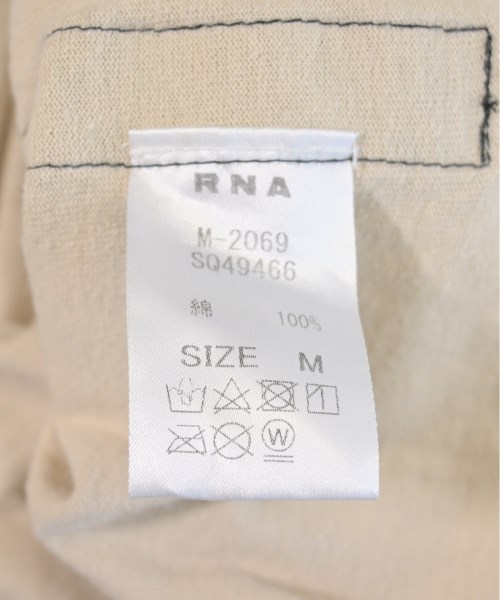 RNA
M-2069
SQ49466
綿 100%
SIZE M
W